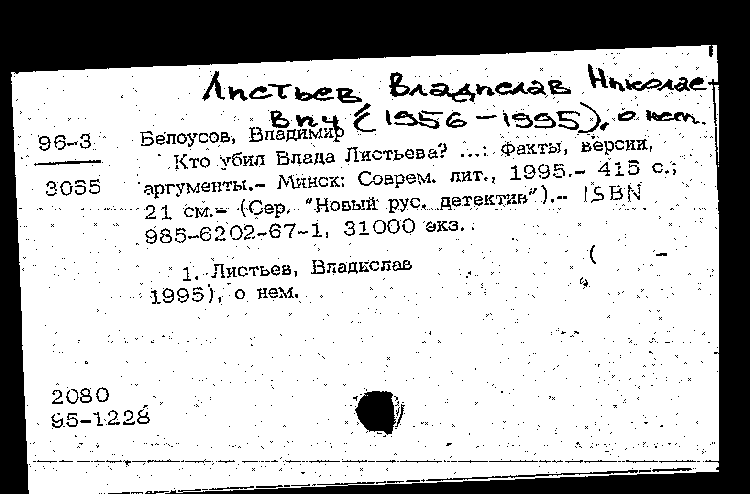 Листьев Владислав Николае-
вич (1956-1995), о нем.
96-3
Белоусов, Владимир
Кто убил Влада Листьева? ...: Факты, версии,
3055
аргументы.- Минск: Соврем. лит., 1995.- 415 с.;
21 см.- (Сер. "Новый рус. детектив").- ISBN
985-6202-67-1, 31000 экз.
1. Листьев, Владислав ( -
1995), о нем.
2080
95-1228